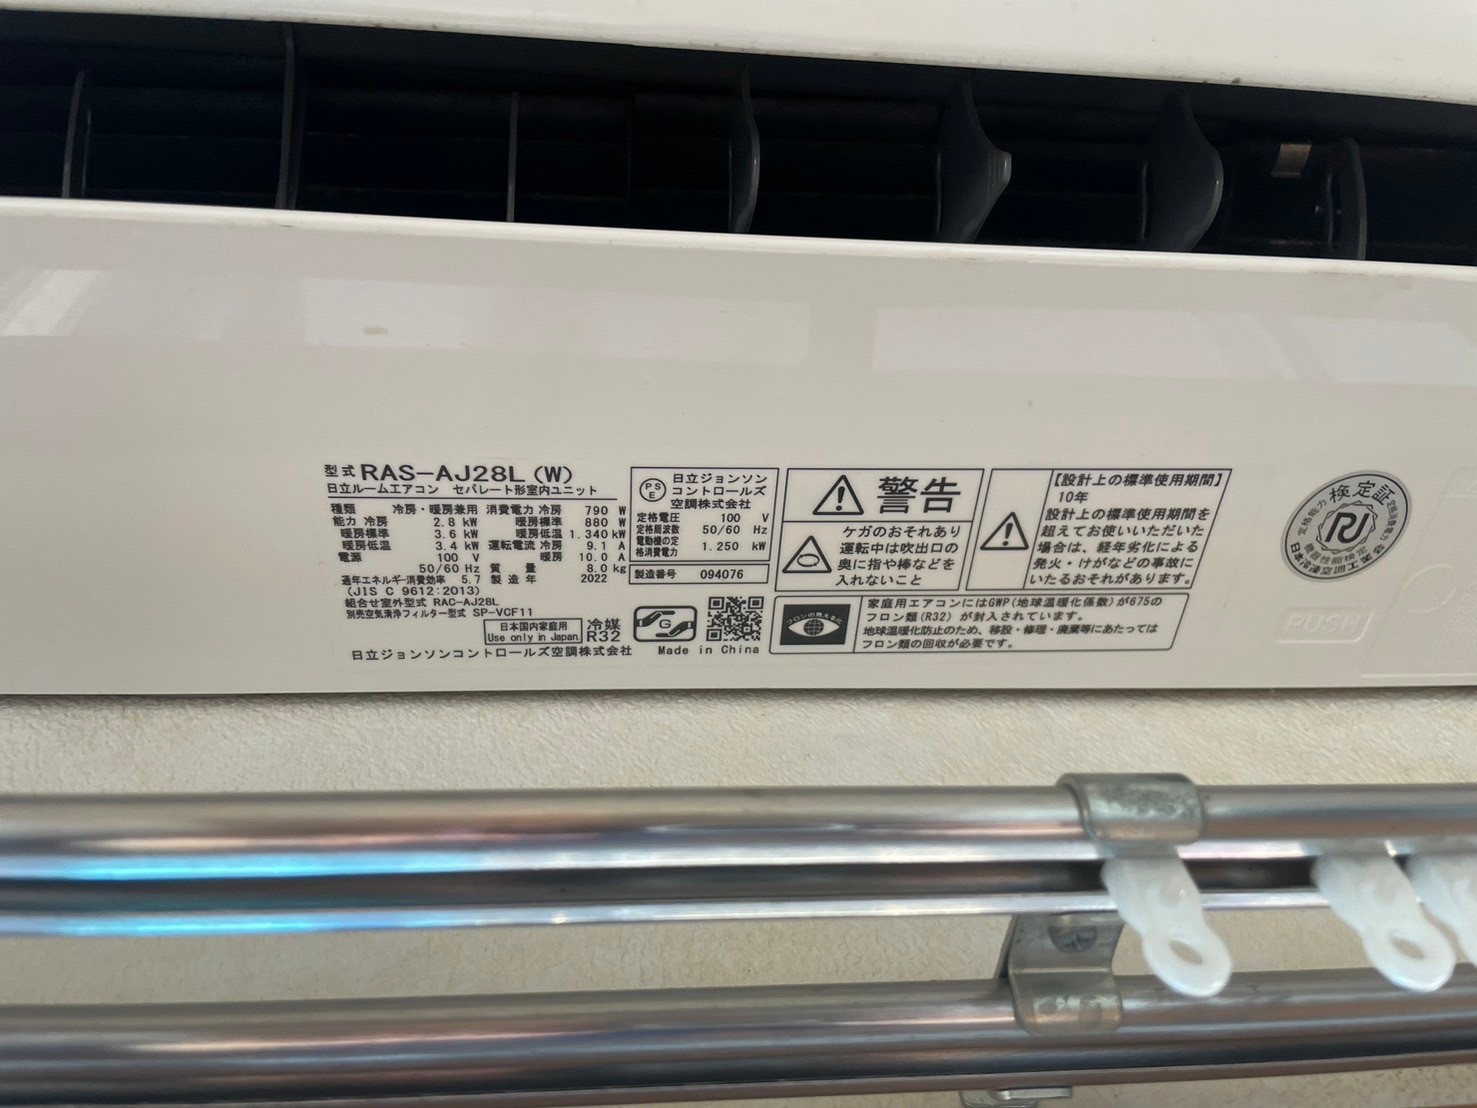 型式 RAS-AJ28L (W)
日立ルームエアコン セパレート形室内ユニット
種類 冷房・暖房兼用 消費電力 冷房 790 W
能力 冷房 2.8 kW 暖房標準 880 W
暖房標準 3.6 kW 暖房低温 1.340 kW
暖房低温 3.4 kW 運転電流 冷房 9.1 A
電源 100 V 暖房 10.0 A
50/60 Hz 質量 8.0 kg
通年エネルギー消費効率 5.7 製造年 2022
(JIS C 9612:2013)
組合せ室外型式 RAC-AJ28L
別売空気清浄フィルター型式 SP-VCF11
日本国内家庭用
Use only in Japan
冷媒
R32
日立ジョンソンコントロールズ空調株式会社
PS
E
日立ジョンソン
コントロールズ
空調株式会社
定格電圧 100 V
定格周波数 50/60 Hz
電動機の定
格消費電力 1.250 kW
製造番号 094076
G
Made in China
警告
ケガのおそれあり
運転中は吹出口の
奥に指や棒などを
入れないこと
【設計上の標準使用期間】
10年
設計上の標準使用期間を
超えてお使いいただいた
場合は、経年劣化による
発火・けがなどの事故に
いたるおそれがあります。
フロンの見える化
家庭用エアコンにはGWP(地球温暖化係数)が675の
フロン類(R32)が封入されています。
地球温暖化防止のため、移設・修理・廃棄等にあたっては
フロン類の回収が必要です。
検定証
PUSH